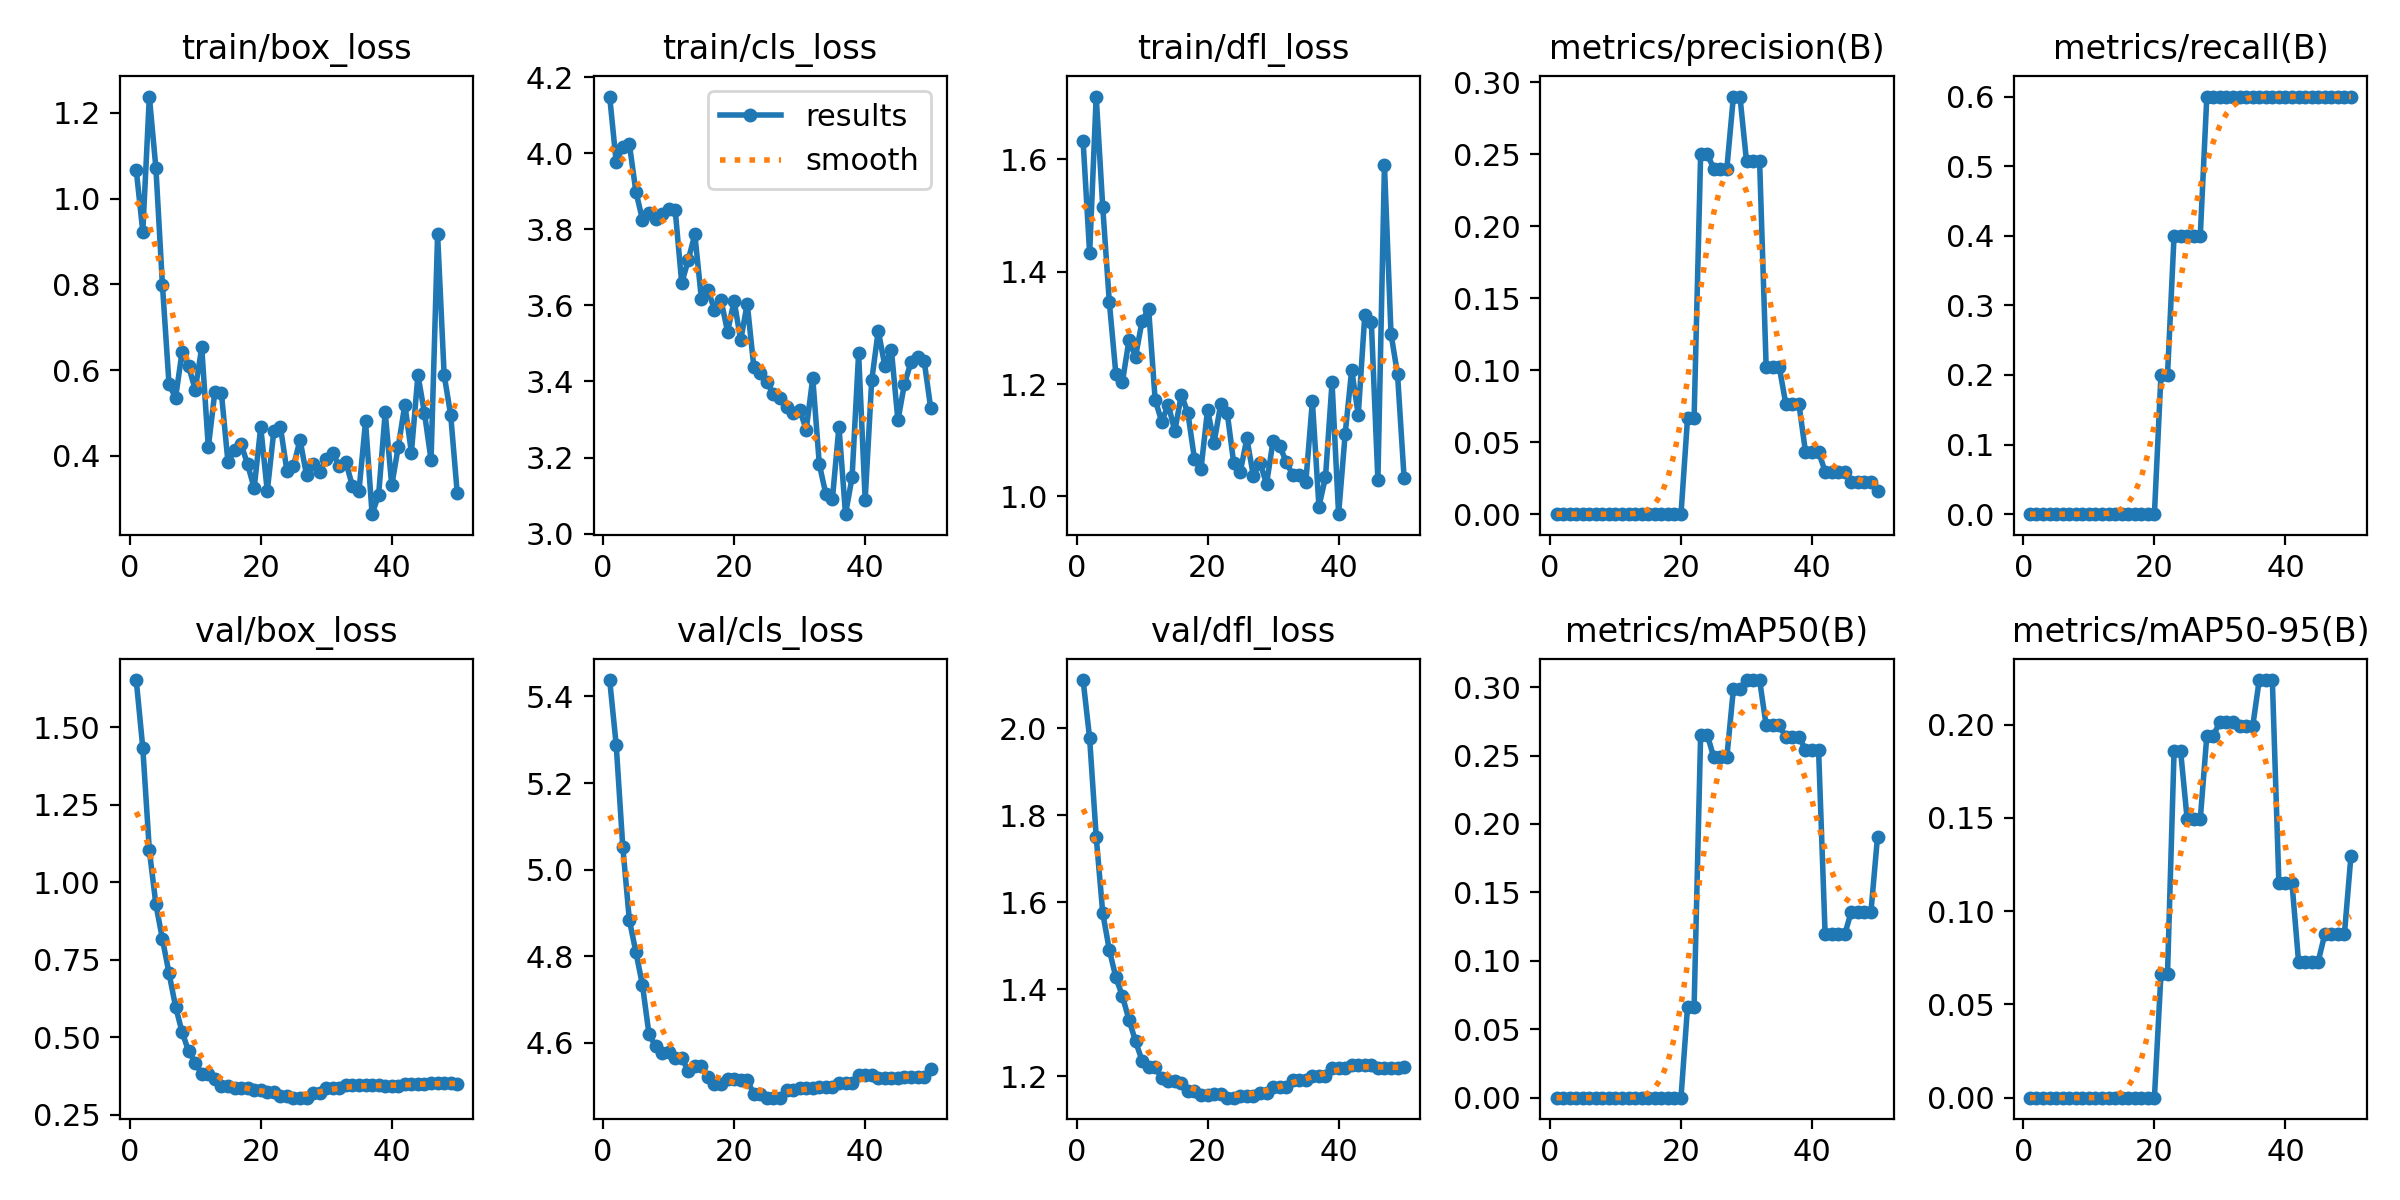 train/box_loss
1.2
1.0
0.8
0.6
0.4
0 20 40
train/cls_loss
results
smooth
4.2
4.0
3.8
3.6
3.4
3.2
3.0
0 20 40
train/dfl_loss
1.6
1.4
1.2
1.0
0 20 40
metrics/precision(B)
0.30
0.25
0.20
0.15
0.10
0.05
0.00
0 20 40
metrics/recall(B)
0.6
0.5
0.4
0.3
0.2
0.1
0.0
0 20 40
val/box_loss
1.50
1.25
1.00
0.75
0.50
0.25
0 20 40
val/cls_loss
5.4
5.2
5.0
4.8
4.6
0 20 40
val/dfl_loss
2.0
1.8
1.6
1.4
1.2
0 20 40
metrics/mAP50(B)
0.30
0.25
0.20
0.15
0.10
0.05
0.00
0 20 40
metrics/mAP50-95(B)
0.20
0.15
0.10
0.05
0.00
0 20 40